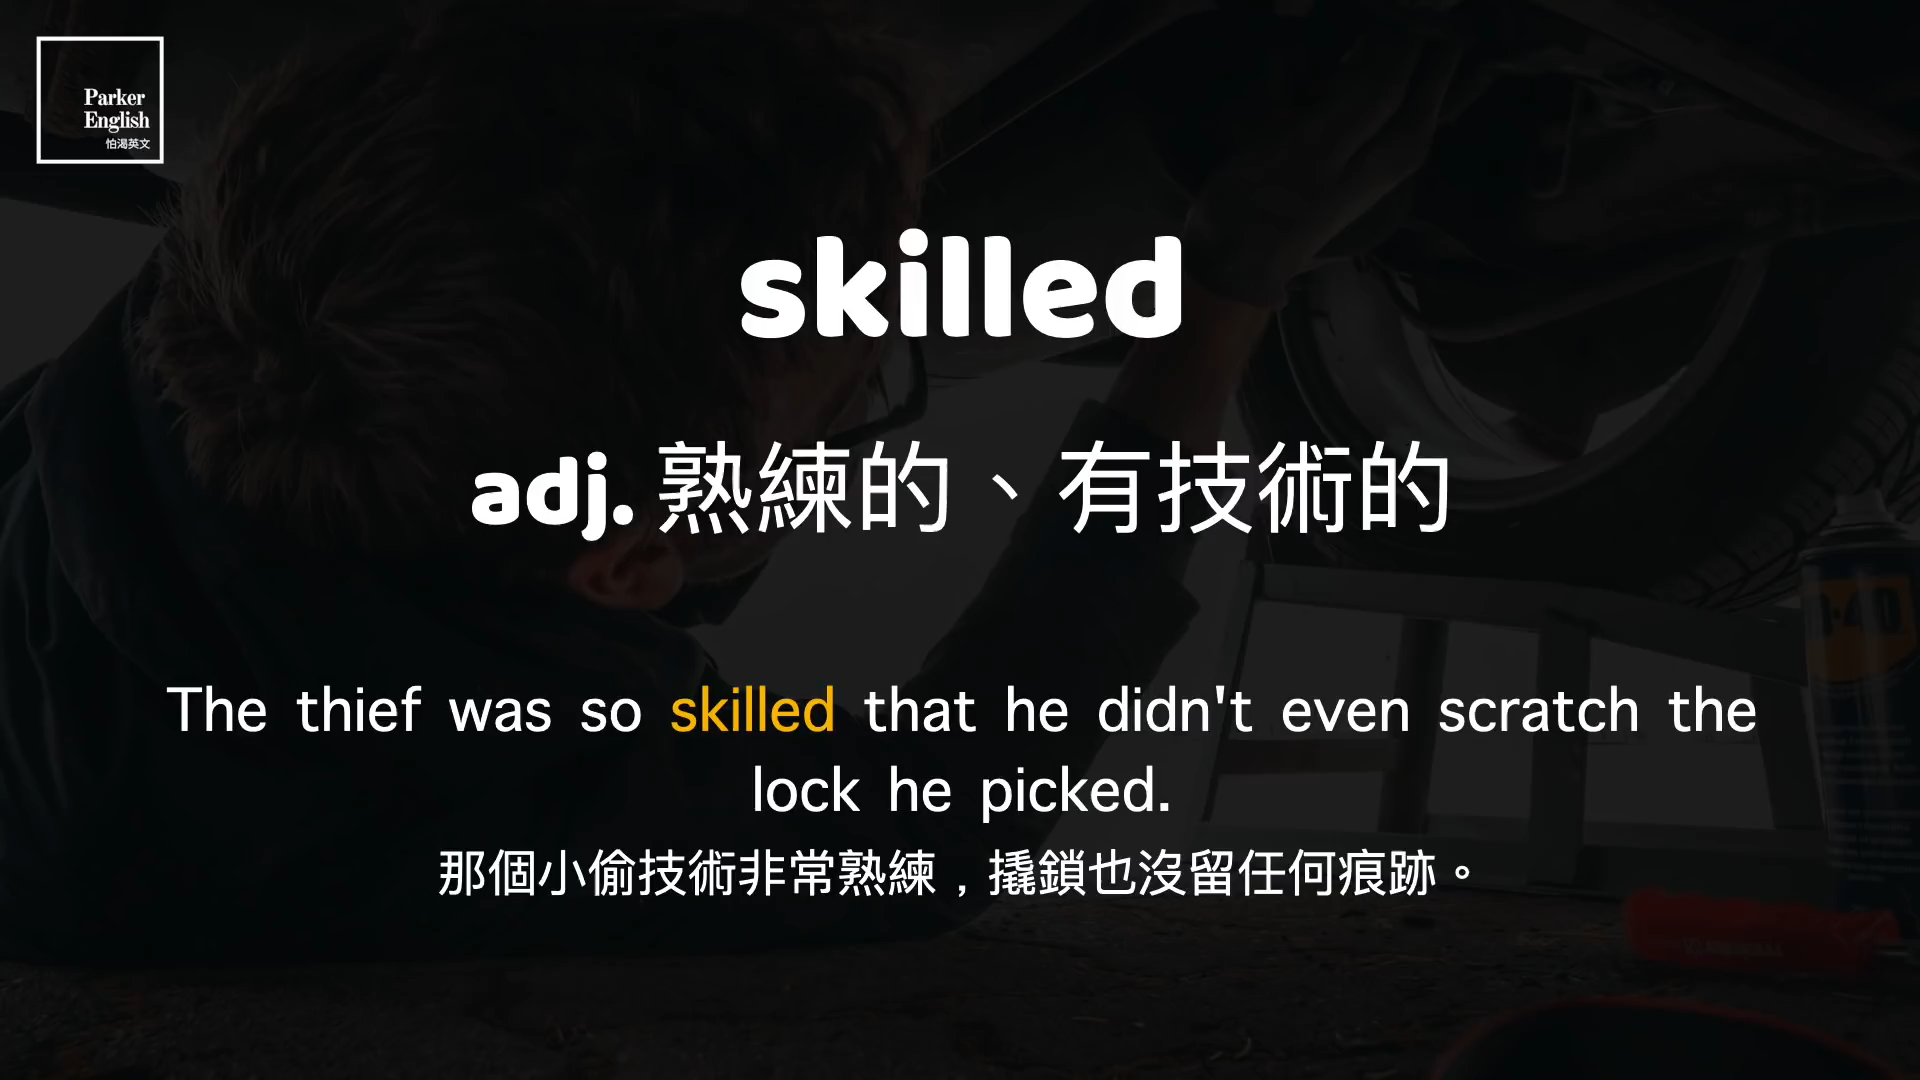 Parker
English
怕渴英文
skilled
adj. 熟練的、有技術的
The thief was so skilled that he didn't even scratch the
lock he picked.
那個小偷技術非常熟練，撬鎖也沒留任何痕跡。